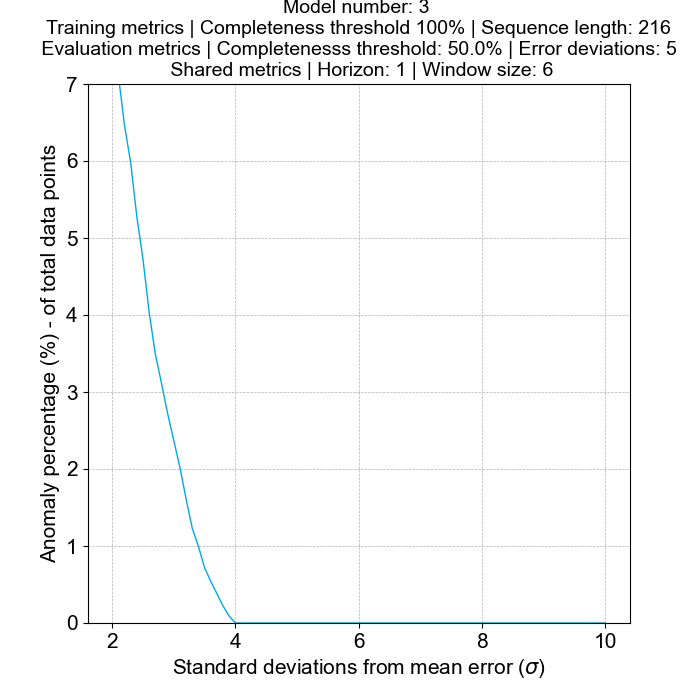 Model number: 3
Training metrics | Completeness threshold 100% | Sequence length: 216
Evaluation metrics | Completenesss threshold: 50.0% | Error deviations: 5
Shared metrics | Horizon: 1 | Window size: 6
7
6
5
4
3
2
1
0
Anomaly percentage (%) - of total data points
2 4 6 8 10
Standard deviations from mean error (σ)